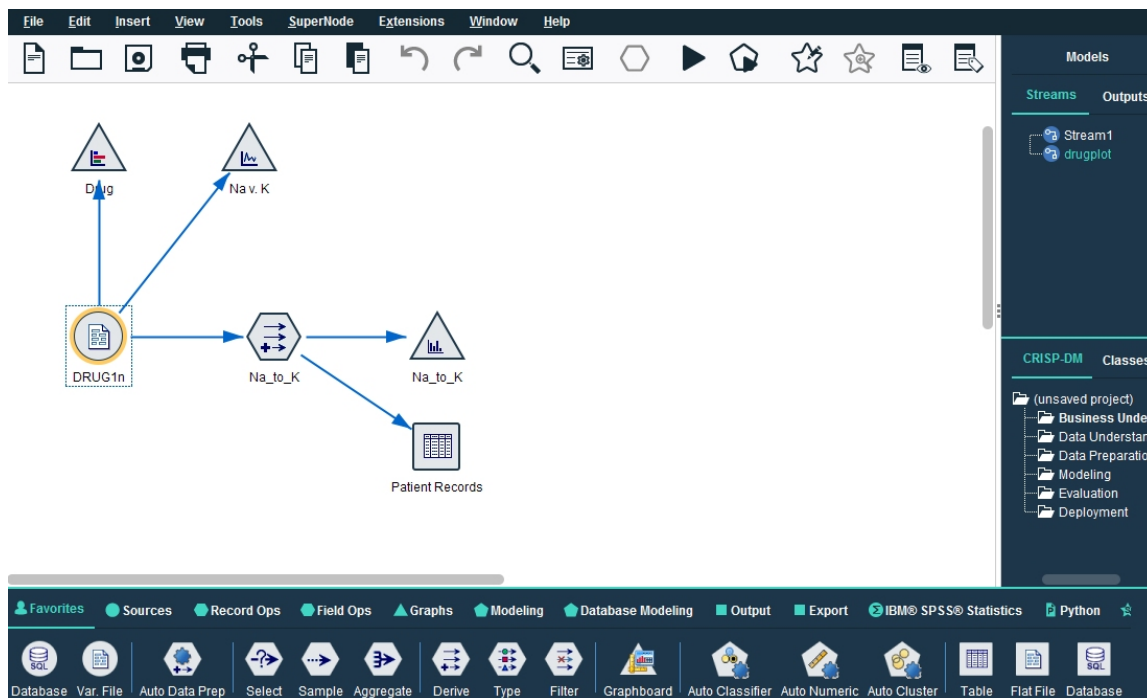 File Edit Insert View Tools SuperNode Extensions Window Help
Models
Streams Outputs
Stream1
drugplot
Drug
Na v. K
DRUG1n
Na_to_K
Na_to_K
Patient Records
CRISP-DM Classes
(unsaved project)
Business Unde
Data Understan
Data Preparatio
Modeling
Evaluation
Deployment
Favorites Sources Record Ops Field Ops Graphs Modeling Database Modeling Output Export IBM® SPSS® Statistics Python
SQL SQL
Database Var. File Auto Data Prep Select Sample Aggregate Derive Type Filter Graphboard Auto Classifier Auto Numeric Auto Cluster Table Flat File Database